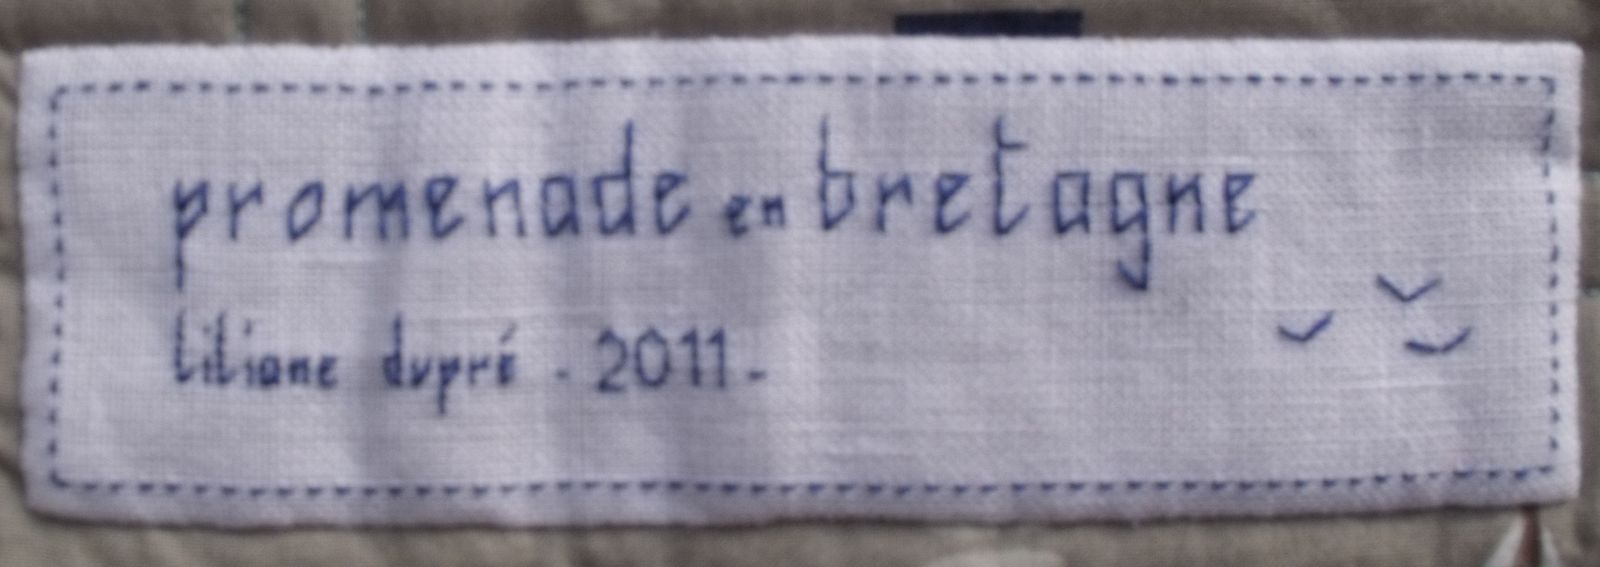 promenade en bretagne
liliane dupré - 2011 -